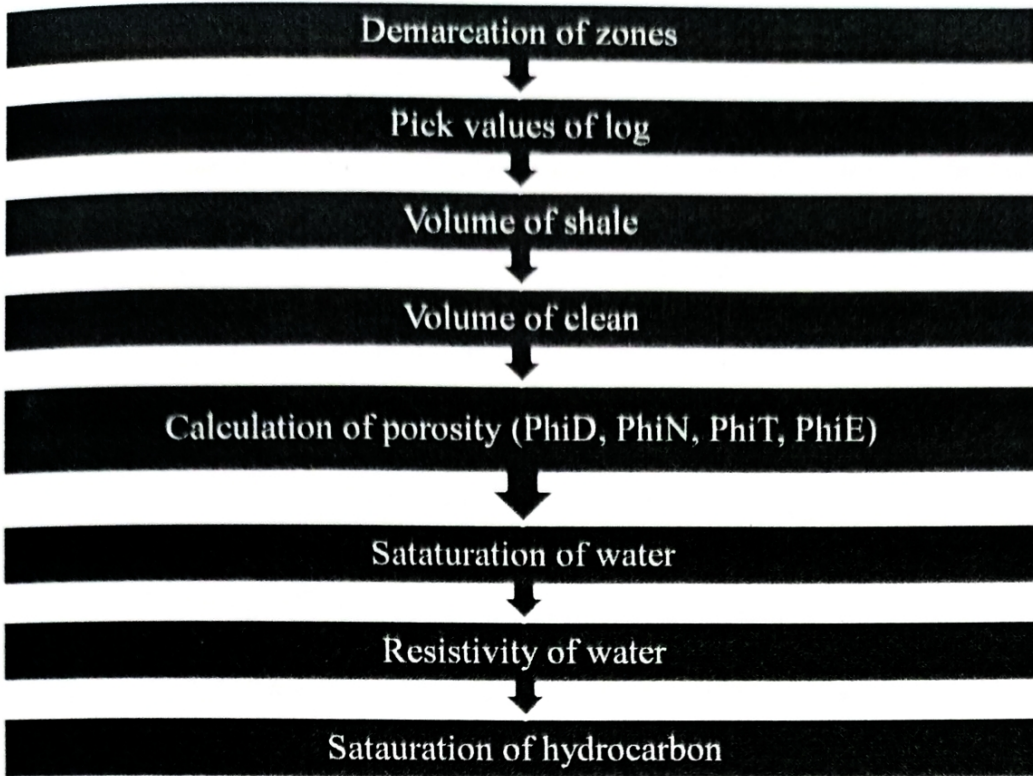 Demarcation of zones
Pick values of log
Volume of shale
Volume of clean
Calculation of porosity (PhiD, PhiN, PhiT, PhiE)
Sataturation of water
Resistivity of water
Satauration of hydrocarbon